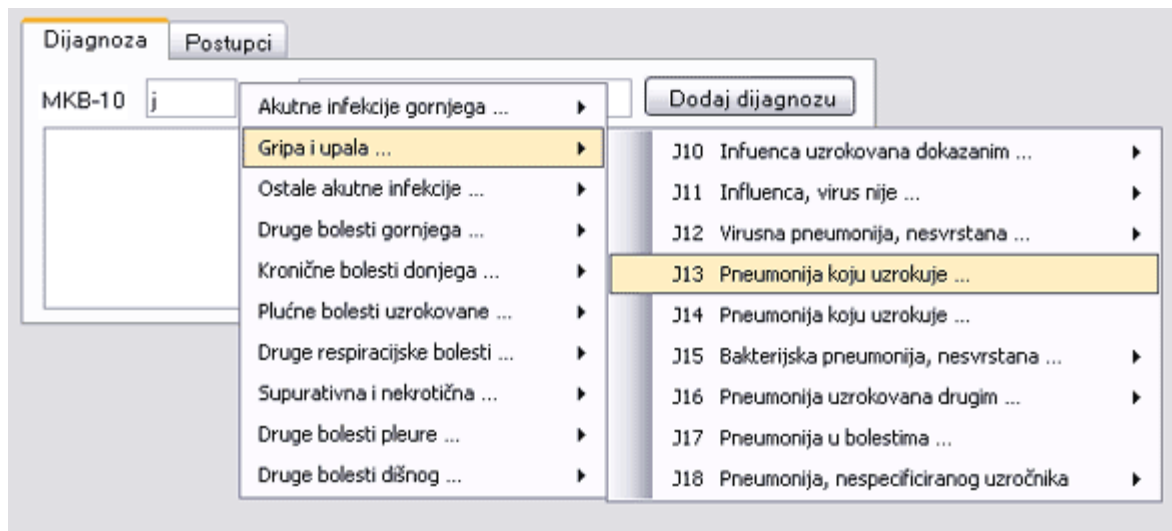 Dijagnoza
Postupci
MKB-10
j
Dodaj dijagnozu
Akutne infekcije gornjega ...
Gripa i upala ...
Ostale akutne infekcije ...
Druge bolesti gornjega ...
Kronične bolesti donjega ...
Plućne bolesti uzrokovane ...
Druge respiracijske bolesti ...
Supurativna i nekrotična ...
Druge bolesti pleure ...
Druge bolesti dišnog ...
J10 Infuenca uzrokovana dokazanim ...
J11 Influenca, virus nije ...
J12 Virusna pneumonija, nesvrstana ...
J13 Pneumonija koju uzrokuje ...
J14 Pneumonija koju uzrokuje ...
J15 Bakterijska pneumonija, nesvrstana ...
J16 Pneumonija uzrokovana drugim ...
J17 Pneumonija u bolestima ...
J18 Pneumonija, nespecificiranog uzročnika